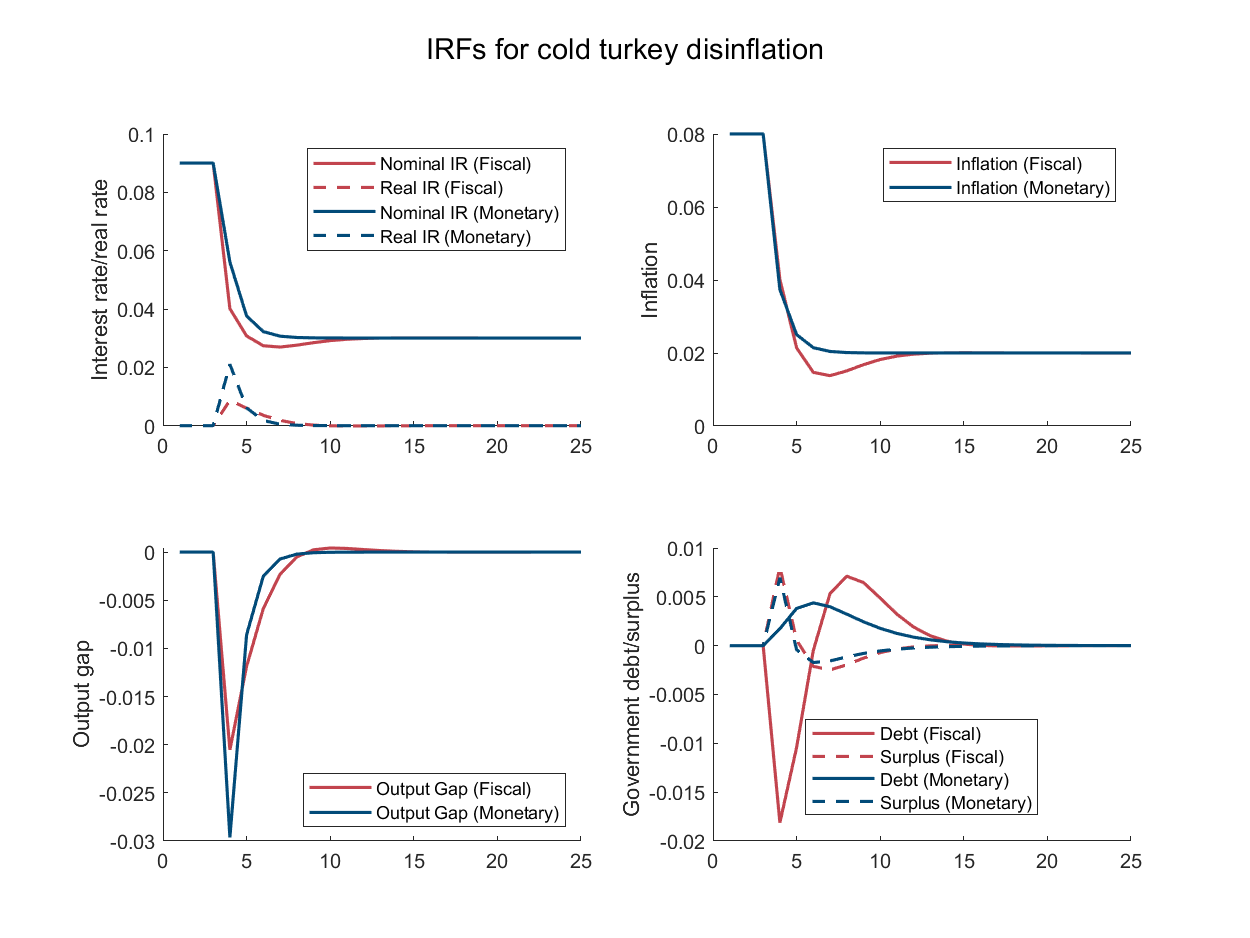 IRFs for cold turkey disinflation
Interest rate/real rate
0.1
0.08
0.06
0.04
0.02
0
0 5 10 15 20 25
Nominal IR (Fiscal)
Real IR (Fiscal)
Nominal IR (Monetary)
Real IR (Monetary)
Inflation
0.08
0.06
0.04
0.02
0
0 5 10 15 20 25
Inflation (Fiscal)
Inflation (Monetary)
Output gap
0
-0.005
-0.01
-0.015
-0.02
-0.025
-0.03
0 5 10 15 20 25
Output Gap (Fiscal)
Output Gap (Monetary)
Government debt/surplus
0.01
0.005
0
-0.005
-0.01
-0.015
-0.02
0 5 10 15 20 25
Debt (Fiscal)
Surplus (Fiscal)
Debt (Monetary)
Surplus (Monetary)